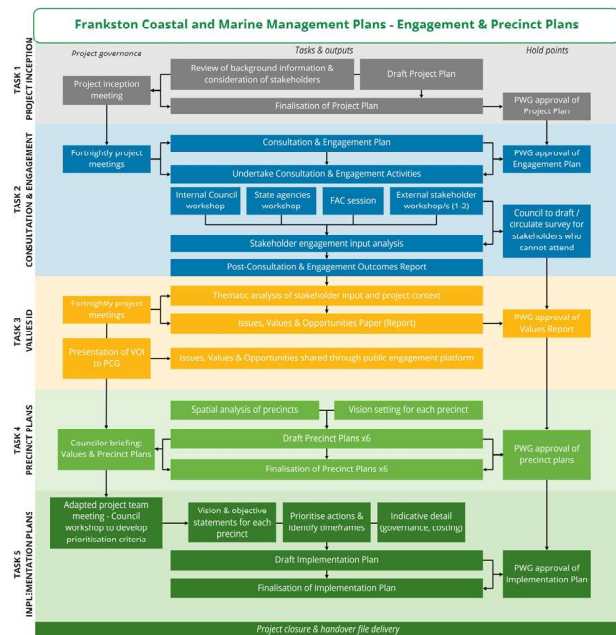 Frankston Coastal and Marine Management Plans - Engagement & Precinct Plans
Project governance
Tasks & outputs
Hold points
TASK 1
PROJECT INCEPTION
Project inception
meeting
Review of background information &
consideration of stakeholders
Draft Project Plan
Finalisation of Project Plan
PWG approval of
Project Plan
TASK 2
CONSULTATION & ENGAGEMENT
Fortnightly project
meetings
Consultation & Engagement Plan
Undertake Consultation & Engagement Activities
PWG approval of
Engagement Plan
Internal Council
workshop
State agencies
workshop
FAC session
External stakeholder
workshop/s (1-2)
Stakeholder engagement input analysis
Post-Consultation & Engagement Outcomes Report
Council to draft /
circulate survey for
stakeholders who
cannot attend
TASK 3
VALUES ID
Fortnightly project
meetings
Thematic analysis of stakeholder input and project context
Issues, Values & Opportunities Paper (Report)
PWG approval of
Values Report
Presentation of VOI
to PCG
Issues, Values & Opportunities shared through public engagement platform
TASK 4
PRECINCT PLANS
Spatial analysis of precincts
Vision setting for each precinct
Councilor briefing:
Values & Precinct Plans
Draft Precinct Plans x6
Finalisation of Precinct Plans x6
PWG approval of
precinct plans
TASK 5
IMPLEMENTATION PLANS
Adapted project team
meeting - Council
workshop to develop
prioritisation criteria
Vision & objective
statements for each
precinct
Prioritise actions &
identify timeframes
Indicative detail
(governance, costing)
Draft Implementation Plan
Finalisation of Implementation Plan
PWG approval of
Implementation Plan
Project closure & handover file delivery